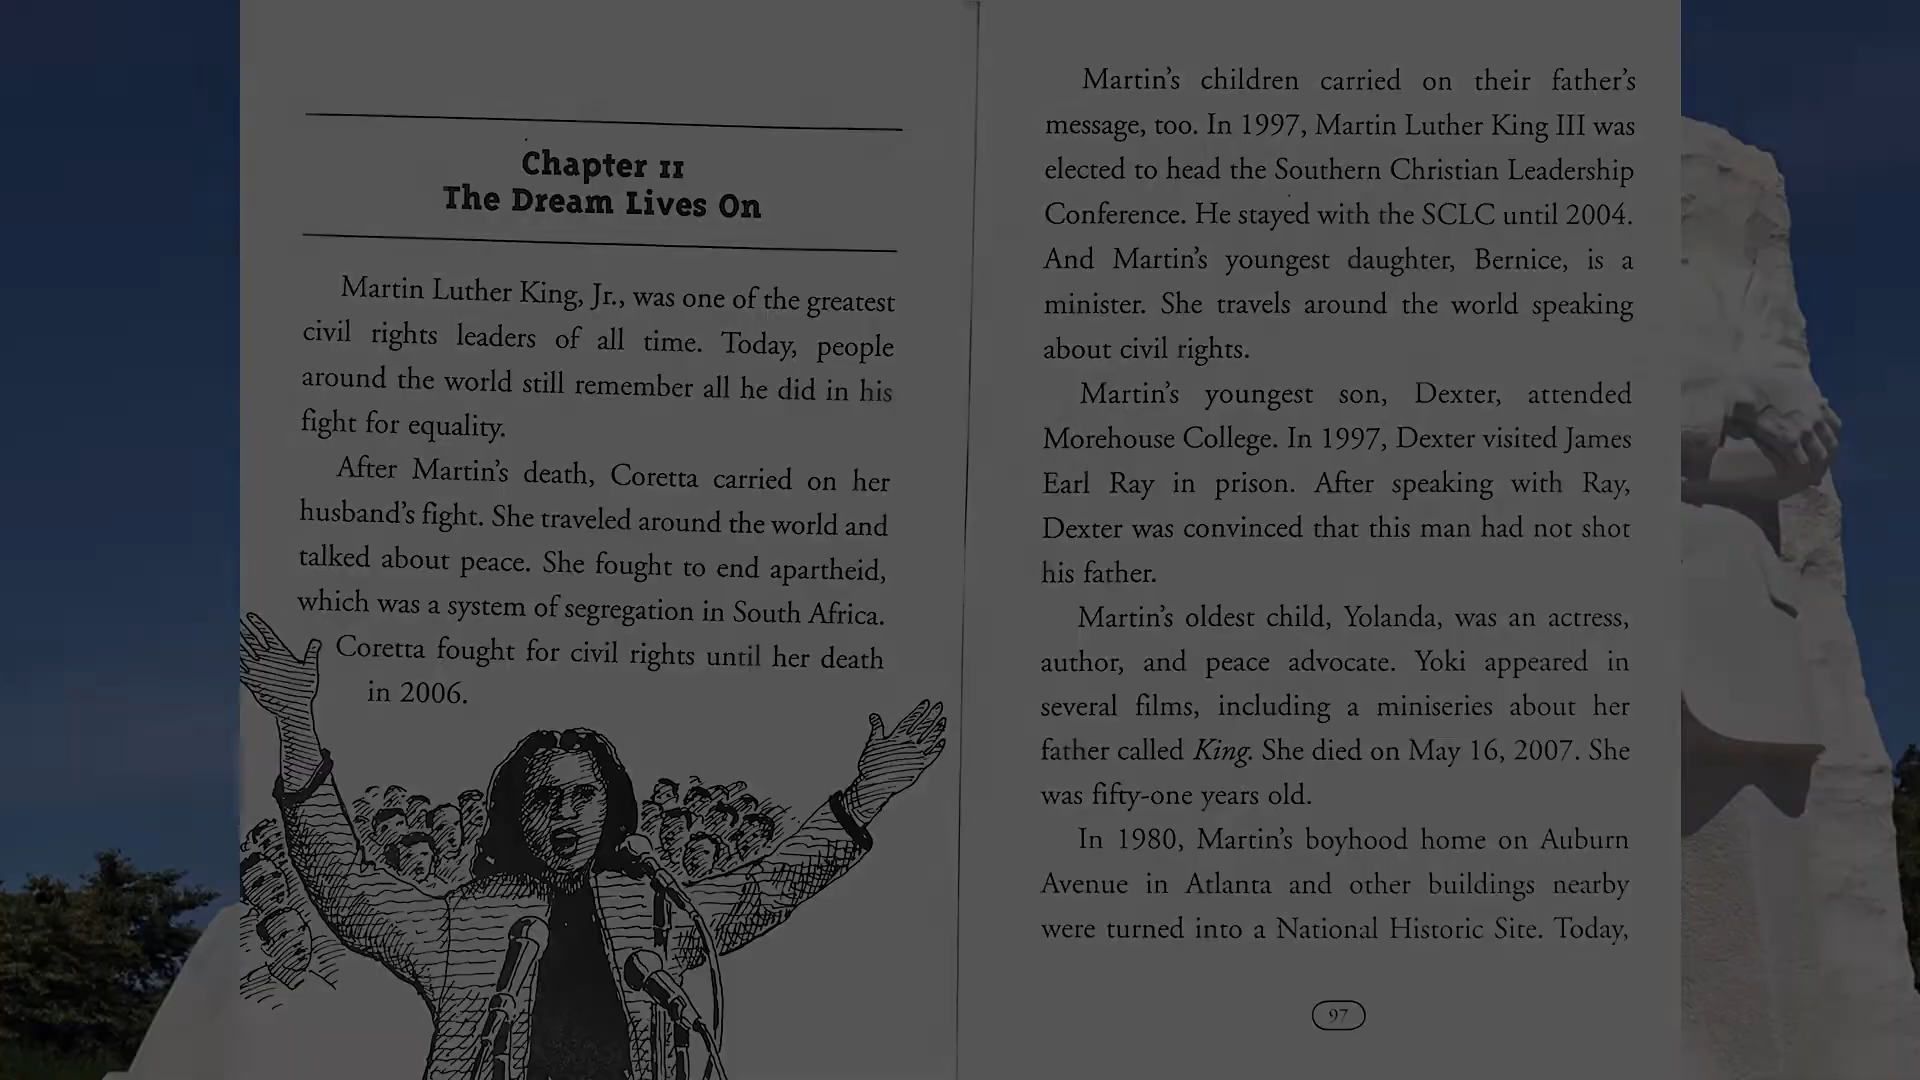 Chapter 11
The Dream Lives On
Martin Luther King, Jr., was one of the greatest
civil rights leaders of all time. Today, people
around the world still remember all he did in his
fight for equality.
After Martin's death, Coretta carried on her
husband's fight. She traveled around the world and
talked about peace. She fought to end apartheid,
which was a system of segregation in South Africa.
Coretta fought for civil rights until her death
in 2006.
Martin's children carried on their father's
message, too. In 1997, Martin Luther King III was
elected to head the Southern Christian Leadership
Conference. He stayed with the SCLC until 2004.
And Martin's youngest daughter, Bernice, is a
minister. She travels around the world speaking
about civil rights.
Martin's youngest son, Dexter, attended
Morehouse College. In 1997, Dexter visited James
Earl Ray in prison. After speaking with Ray,
Dexter was convinced that this man had not shot
his father.
Martin's oldest child, Yolanda, was an actress,
author, and peace advocate. Yoki appeared in
several films, including a miniseries about her
father called King. She died on May 16, 2007. She
was fifty-one years old.
In 1980, Martin's boyhood home on Auburn
Avenue in Atlanta and other buildings nearby
were turned into a National Historic Site. Today,
97